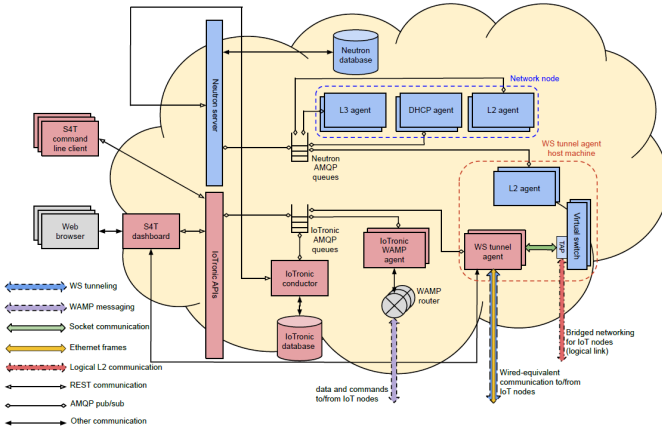 Neutron server
Neutron
database
Network node
L3 agent
DHCP agent
L2 agent
Neutron
AMQP
queues
WS tunnel agent
host machine
L2 agent
Virtual switch
TAP
WS tunnel
agent
S4T
command
line client
Web
browser
S4T
dashboard
IoTronic APIs
IoTronic
AMQP
queues
IoTronic
WAMP
agent
IoTronic
conductor
WAMP
router
IoTronic
database
WS tunneling
WAMP messaging
Socket communication
Ethernet frames
Logical L2 communication
REST communication
AMQP pub/sub
Other communication
data and commands
to/from IoT nodes
Wired-equivalent
communication to/from
IoT nodes
Bridged networking
for IoT nodes
(logical link)